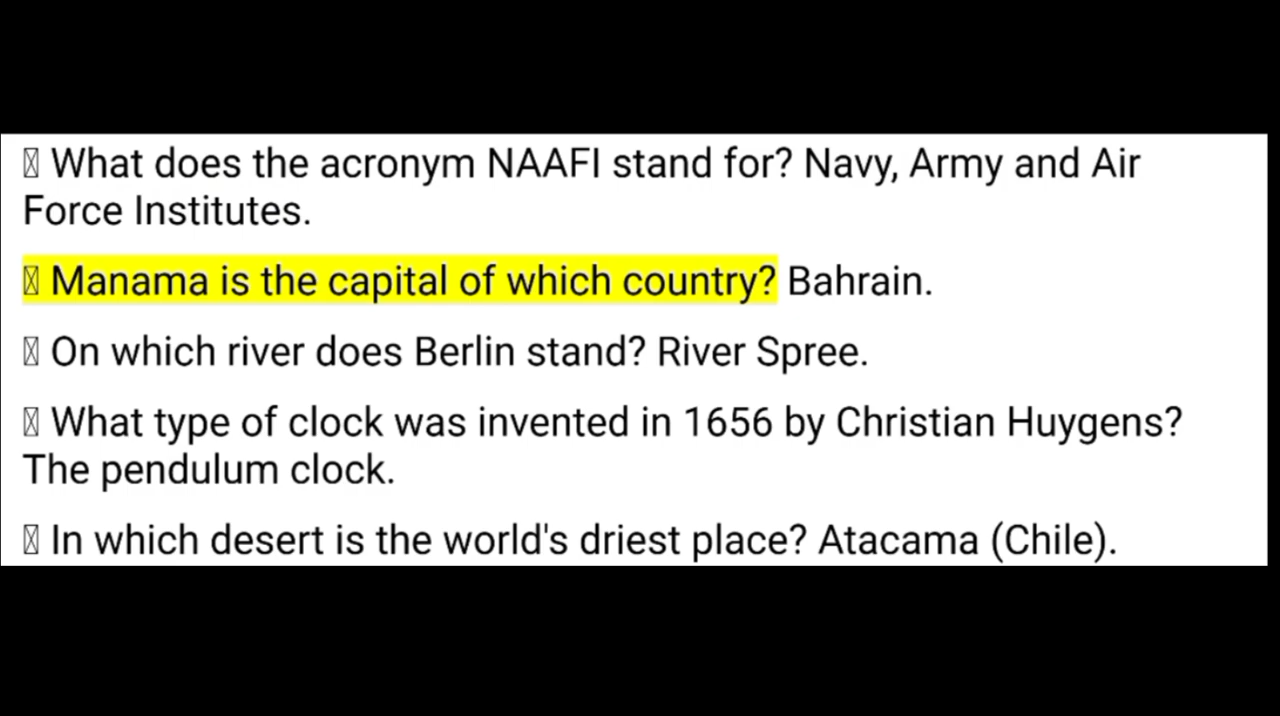 What does the acronym NAAFI stand for? Navy, Army and Air
Force Institutes.
Manama is the capital of which country? Bahrain.
On which river does Berlin stand? River Spree.
What type of clock was invented in 1656 by Christian Huygens?
The pendulum clock.
In which desert is the world's driest place? Atacama (Chile).